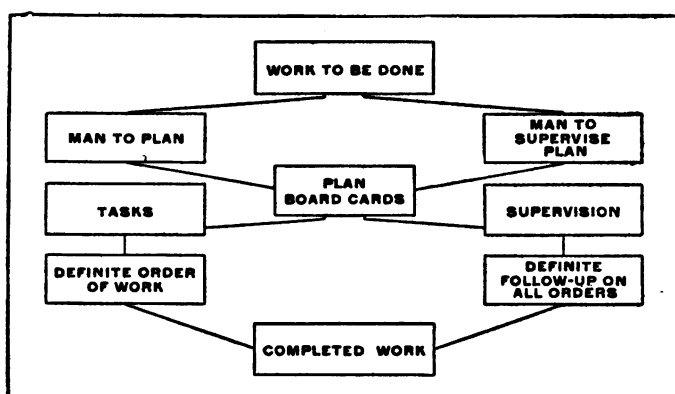 WORK TO BE DONE
MAN TO PLAN
MAN TO
SUPERVISE
PLAN
PLAN
BOARD CARDS
TASKS
SUPERVISION
DEFINITE ORDER
OF WORK
DEFINITE
FOLLOW-UP ON
ALL ORDERS
COMPLETED WORK